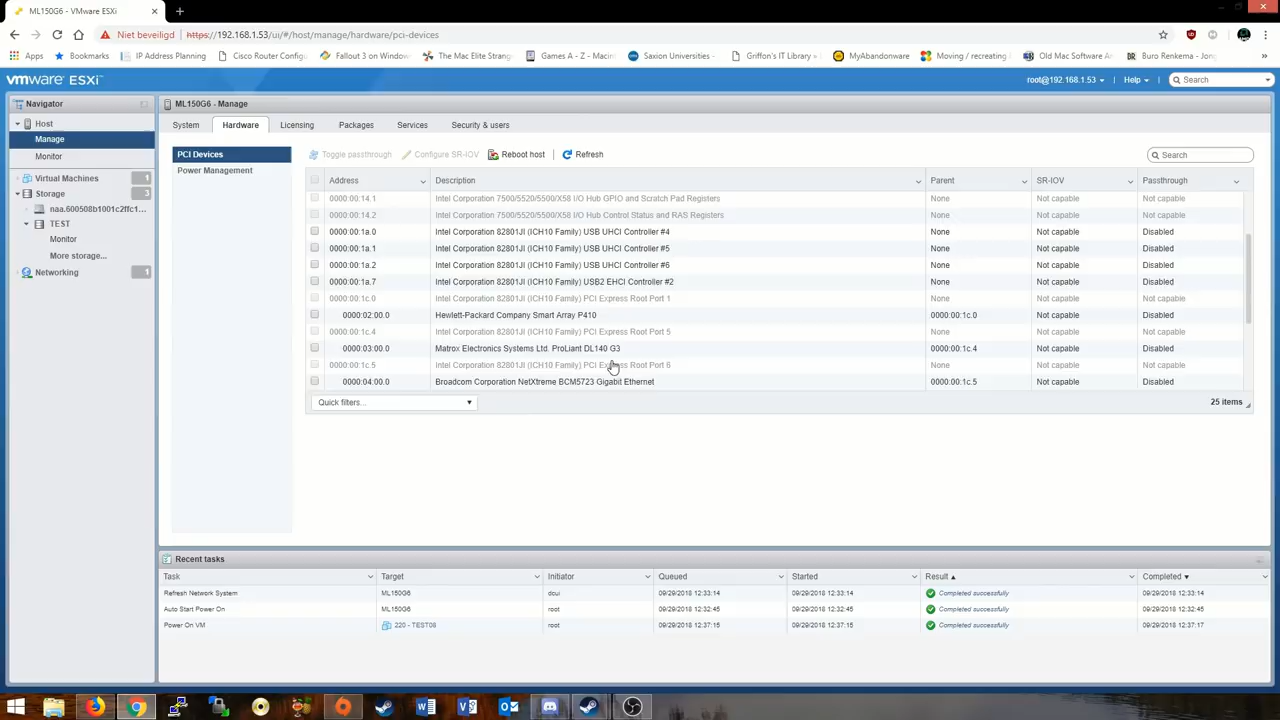 ML150G6 - VMware ESXi
Niet beveiligd
https://192.168.1.53/ui/#/host/manage/hardware/pci-devices
Apps
Bookmarks
IP Address Planning
Cisco Router Config
Fallout 3 on Window
The Mac Elite Strang
Games A - Z - Macin
Saxion Universities -
Griffon's IT Library »
MyAbandonware
Moving / recreating
Old Mac Software Ar
Buro Renkema - Jong
vmware ESXi
root@192.168.1.53
Help
Search
Navigator
ML150G6 - Manage
Host
Manage
Monitor
Virtual Machines 1
Storage 3
naa.600508b1001c2ffc1...
TEST
Monitor
More storage...
Networking 1
System
Hardware
Licensing
Packages
Services
Security & users
PCI Devices
Power Management
Toggle passthrough
Configure SR-IOV
Reboot host
Refresh
Search
Address Description Parent SR-IOV Passthrough
0000:00:14.1 Intel Corporation 7500/5520/5500/X58 I/O Hub GPIO and Scratch Pad Registers None Not capable Not capable
0000:00:14.2 Intel Corporation 7500/5520/5500/X58 I/O Hub Control Status and RAS Registers None Not capable Not capable
0000:00:1a.0 Intel Corporation 82801JI (ICH10 Family) USB UHCI Controller #4 None Not capable Disabled
0000:00:1a.1 Intel Corporation 82801JI (ICH10 Family) USB UHCI Controller #5 None Not capable Disabled
0000:00:1a.2 Intel Corporation 82801JI (ICH10 Family) USB UHCI Controller #6 None Not capable Disabled
0000:00:1a.7 Intel Corporation 82801JI (ICH10 Family) USB2 EHCI Controller #2 None Not capable Disabled
0000:00:1c.0 Intel Corporation 82801JI (ICH10 Family) PCI Express Root Port 1 None Not capable Not capable
0000:02:00.0 Hewlett-Packard Company Smart Array P410 0000:00:1c.0 Not capable Disabled
0000:00:1c.4 Intel Corporation 82801JI (ICH10 Family) PCI Express Root Port 5 None Not capable Not capable
0000:03:00.0 Matrox Electronics Systems Ltd. ProLiant DL140 G3 0000:00:1c.4 Not capable Disabled
0000:00:1c.5 Intel Corporation 82801JI (ICH10 Family) PCI Express Root Port 6 None Not capable Not capable
0000:04:00.0 Broadcom Corporation NetXtreme BCM5723 Gigabit Ethernet 0000:00:1c.5 Not capable Disabled
Quick filters...
25 items
Recent tasks
Task Target Initiator Queued Started Result Completed
Refresh Network System ML150G6 dcui 09/29/2018 12:33:14 09/29/2018 12:33:14 Completed successfully 09/29/2018 12:33:14
Auto Start Power On ML150G6 root 09/29/2018 12:32:45 09/29/2018 12:32:45 Completed successfully 09/29/2018 12:32:45
Power On VM 220 - TEST08 root 09/29/2018 12:37:15 09/29/2018 12:37:15 Completed successfully 09/29/2018 12:37:17